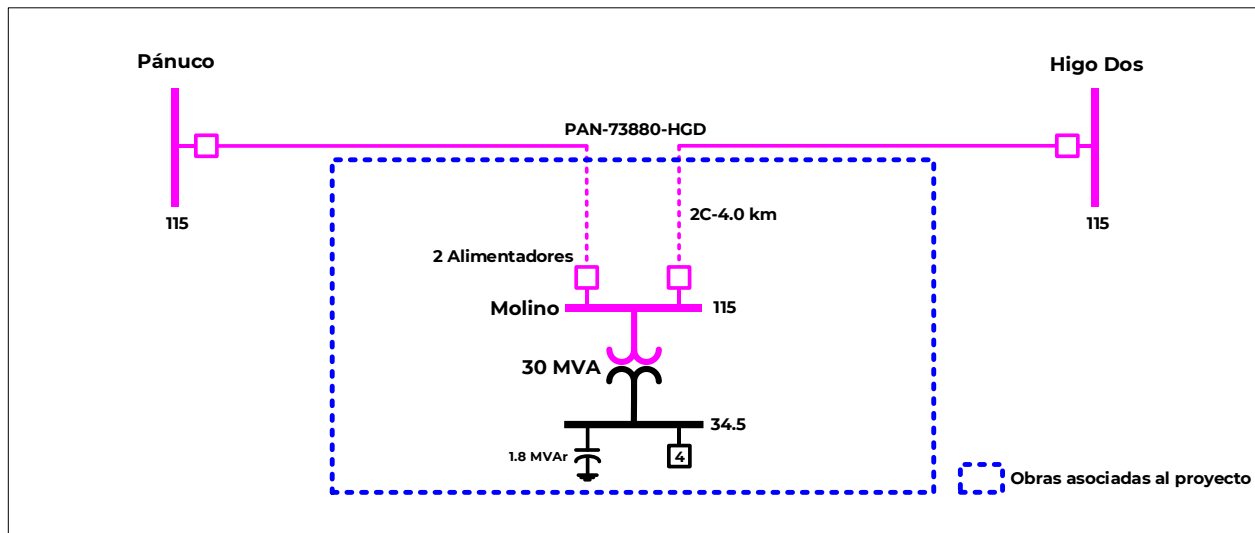 Pánuco
Higo Dos
PAN-73880-HGD
115
2C-4.0 km
115
2 Alimentadores
Molino
115
30 MVA
34.5
1.8 MVAr
4
Obras asociadas al proyecto